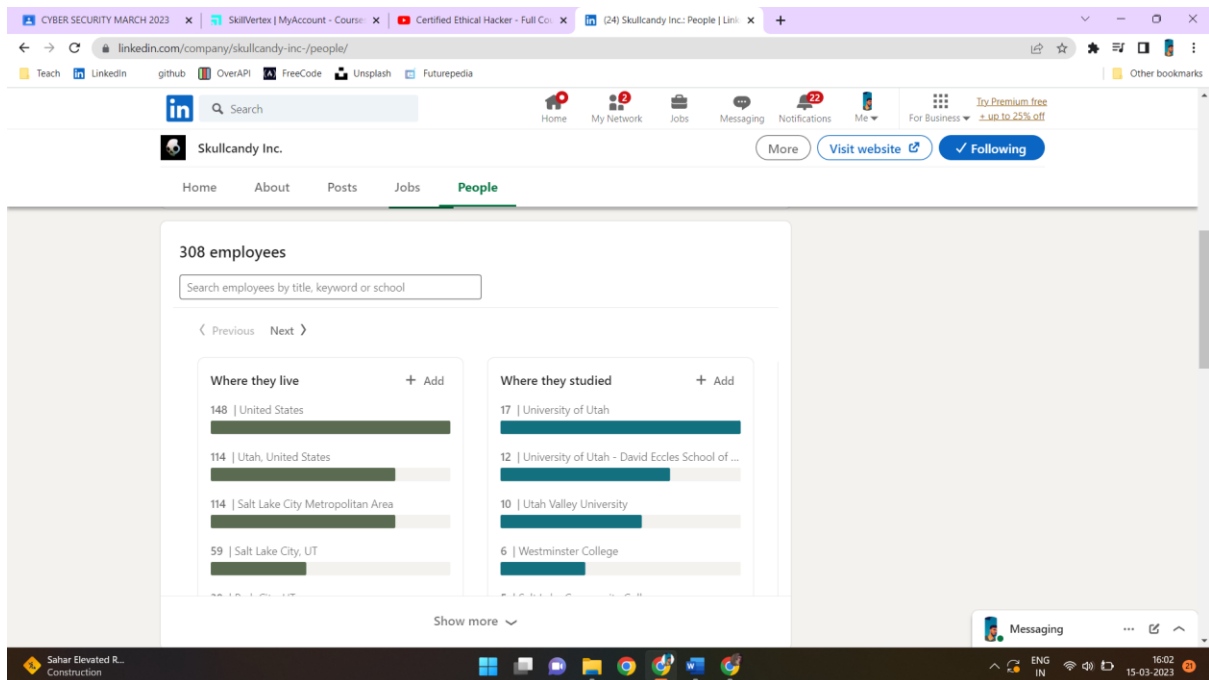 CYBER SECURITY MARCH 2023
SkillVertex | MyAccount - Course
Certified Ethical Hacker - Full Cou
(24) Skullcandy Inc.: People | Link
linkedin.com/company/skullcandy-inc-/people/
Teach LinkedIn github OverAPI FreeCode Unsplash Futurepedia Other bookmarks
in Search
Home
2 My Network
Jobs
Messaging
22 Notifications
Me
For Business
Try Premium free
+ up to 25% off
Skullcandy Inc.
More Visit website Following
Home About Posts Jobs People
308 employees
Search employees by title, keyword or school
Previous Next
Where they live + Add
148 | United States
114 | Utah, United States
114 | Salt Lake City Metropolitan Area
59 | Salt Lake City, UT
Where they studied + Add
17 | University of Utah
12 | University of Utah - David Eccles School of ...
10 | Utah Valley University
6 | Westminster College
Show more
Messaging
Sahar Elevated R...
Construction
ENG
IN
16:02
15-03-2023
21